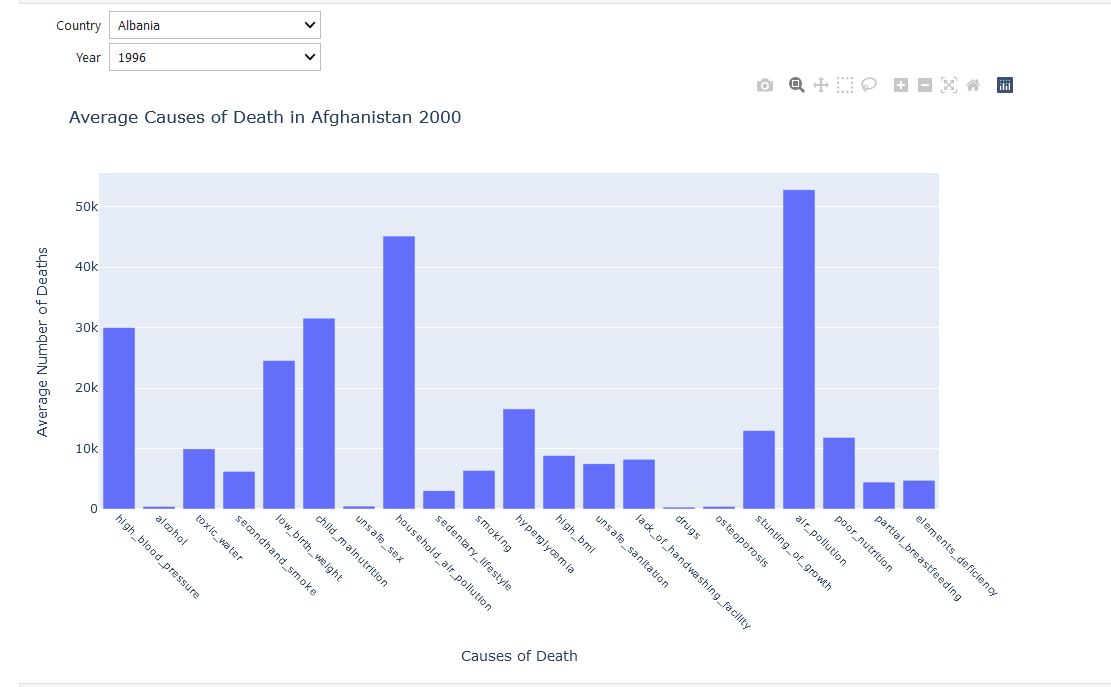 Country Albania
Year 1996
Average Causes of Death in Afghanistan 2000
Average Number of Deaths
50k
40k
30k
20k
10k
0
high_blood_pressure
alcohol
toxic_water
secondhand_smoke
low_birth_weight
child_malnutrition
unsafe_sex
household_air_pollution
sedentary_lifestyle
smoking
hyperglycemia
high_bmi
unsafe_sanitation
lack_of_handwashing_facility
drugs
osteoporosis
stunting_of_growth
air_pollution
poor_nutrition
partial_breastfeeding
elements_deficiency
Causes of Death